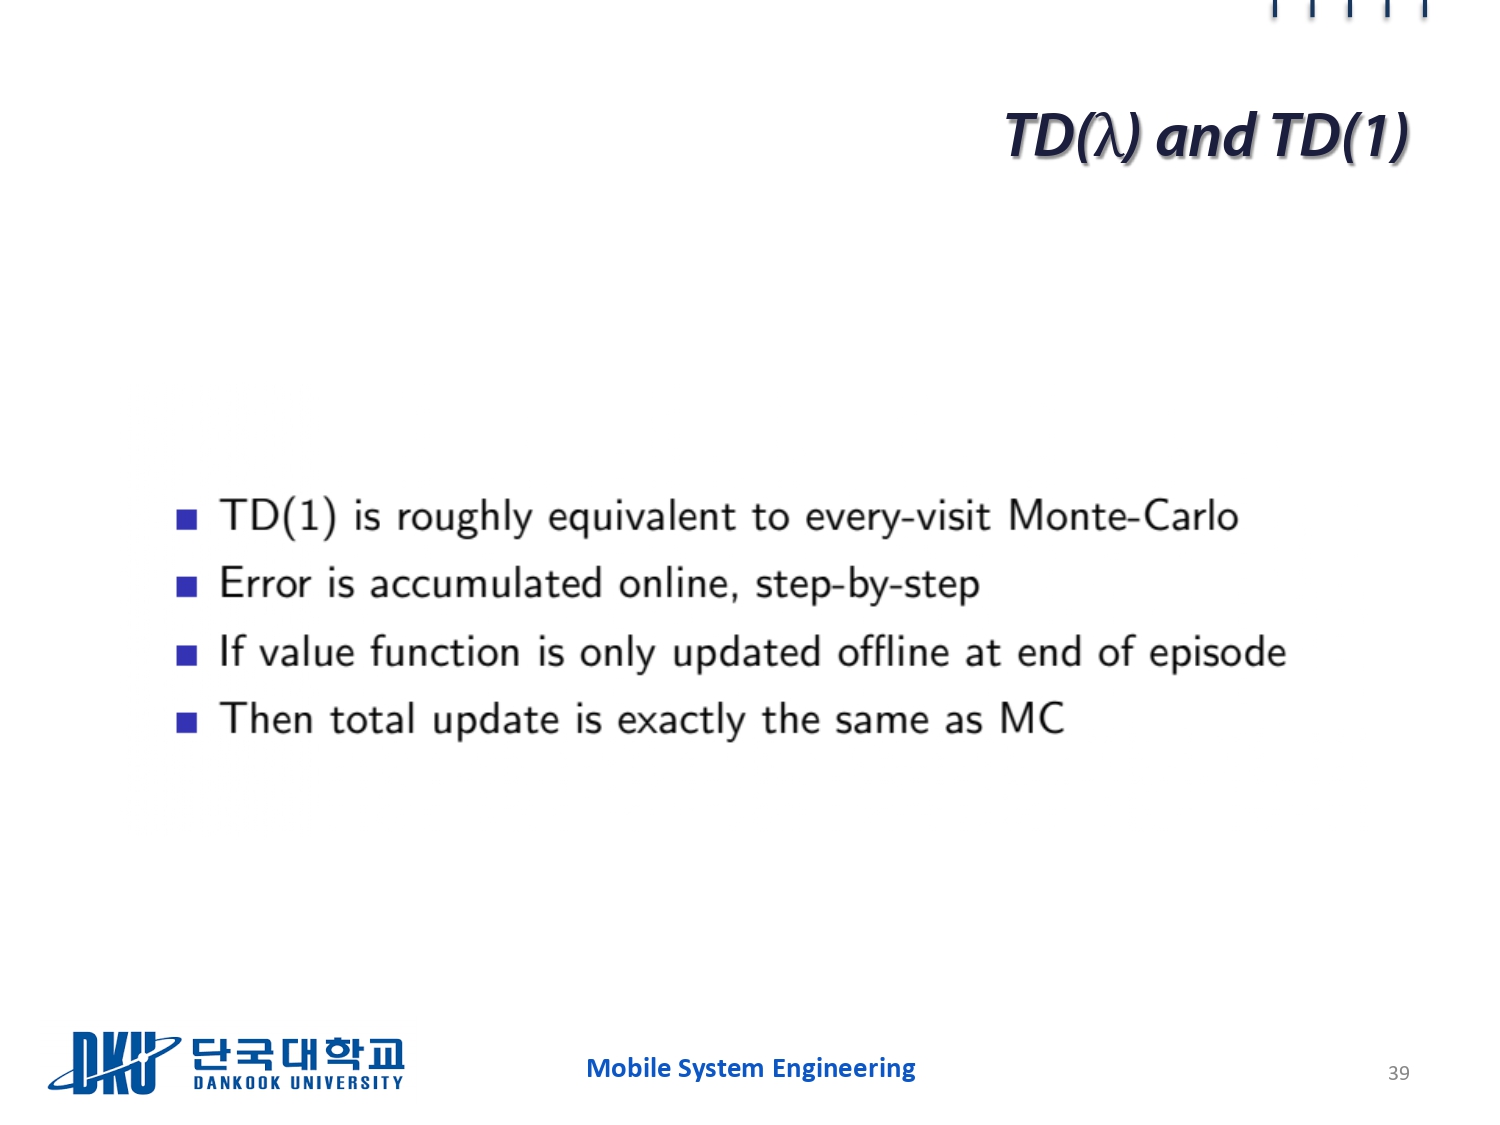 TD(λ) and TD(1)
TD(1) is roughly equivalent to every-visit Monte-Carlo
Error is accumulated online, step-by-step
If value function is only updated offline at end of episode
Then total update is exactly the same as MC
DKU 단국대학교
DANKOOK UNIVERSITY
Mobile System Engineering
39